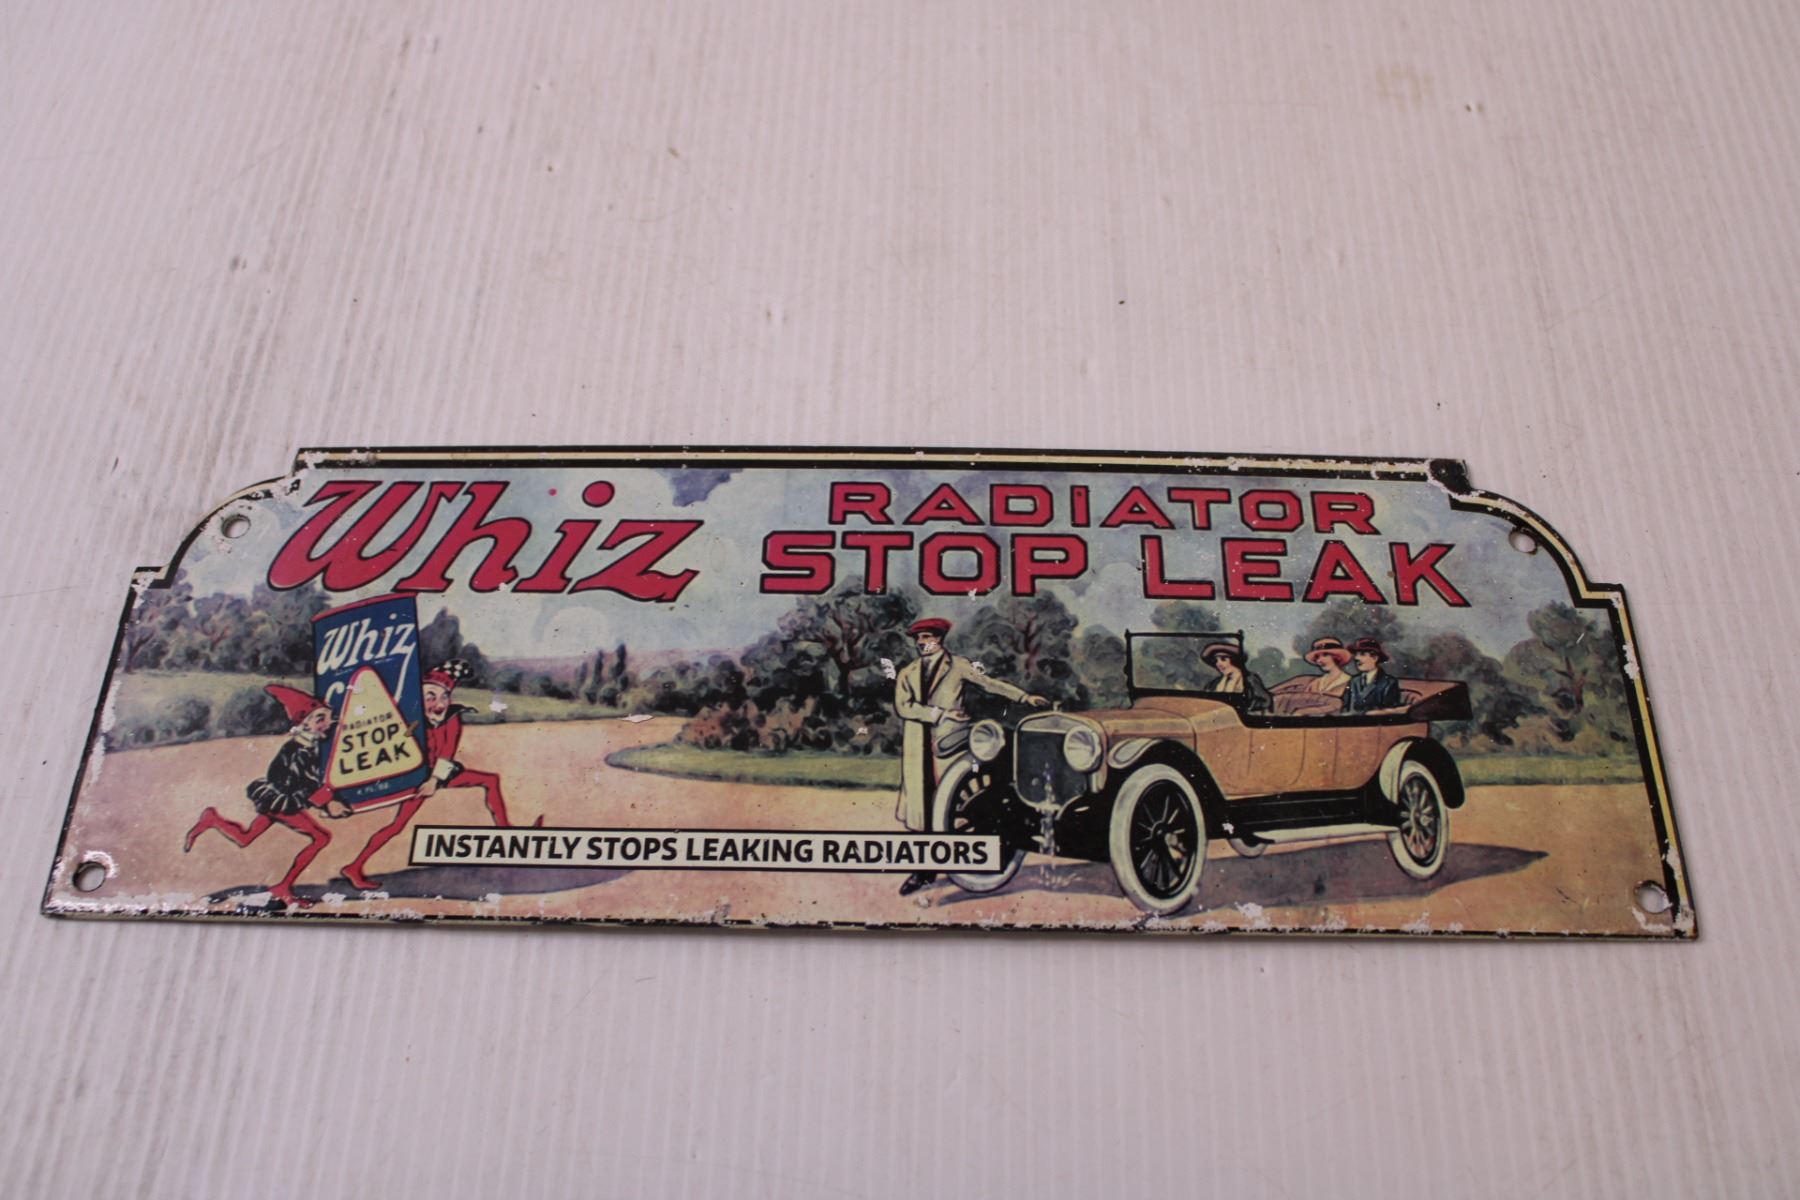 Whiz RADIATOR
STOP LEAK
Whiz
RADIATOR
STOP
LEAK
INSTANTLY STOPS LEAKING RADIATORS